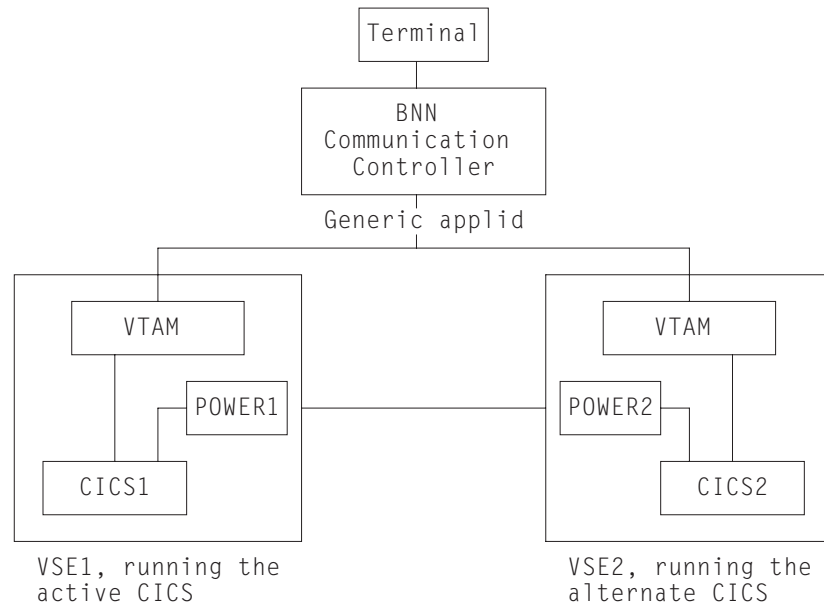 Terminal
BNN
Communication
Controller
Generic applid
VTAM
VTAM
POWER1
POWER2
CICS1
CICS2
VSE1, running the
active CICS
VSE2, running the
alternate CICS